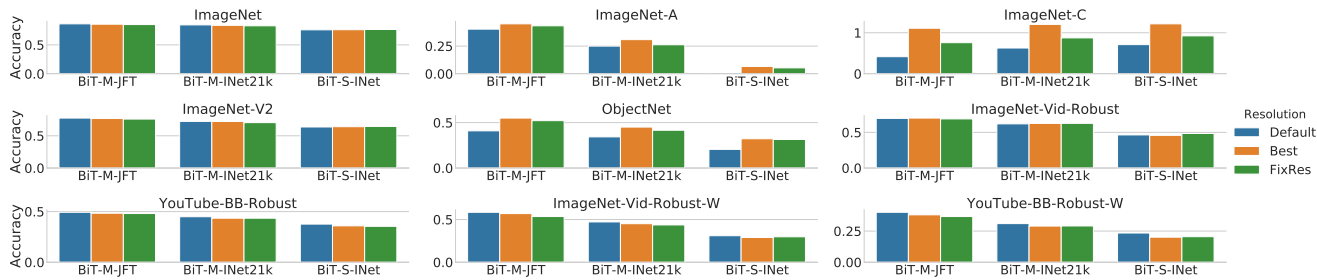 ImageNet
Accuracy
0.5
0.0
BiT-M-JFT BiT-M-INet21k BiT-S-INet
ImageNet-A
0.25
0.00
BiT-M-JFT BiT-M-INet21k BiT-S-INet
ImageNet-C
1
0
BiT-M-JFT BiT-M-INet21k BiT-S-INet
ImageNet-V2
Accuracy
0.5
0.0
BiT-M-JFT BiT-M-INet21k BiT-S-INet
ObjectNet
0.5
0.0
BiT-M-JFT BiT-M-INet21k BiT-S-INet
ImageNet-Vid-Robust
0.5
0.0
BiT-M-JFT BiT-M-INet21k BiT-S-INet
Resolution
Default
Best
FixRes
YouTube-BB-Robust
Accuracy
0.5
0.0
BiT-M-JFT BiT-M-INet21k BiT-S-INet
ImageNet-Vid-Robust-W
0.5
0.0
BiT-M-JFT BiT-M-INet21k BiT-S-INet
YouTube-BB-Robust-W
0.25
0.00
BiT-M-JFT BiT-M-INet21k BiT-S-INet